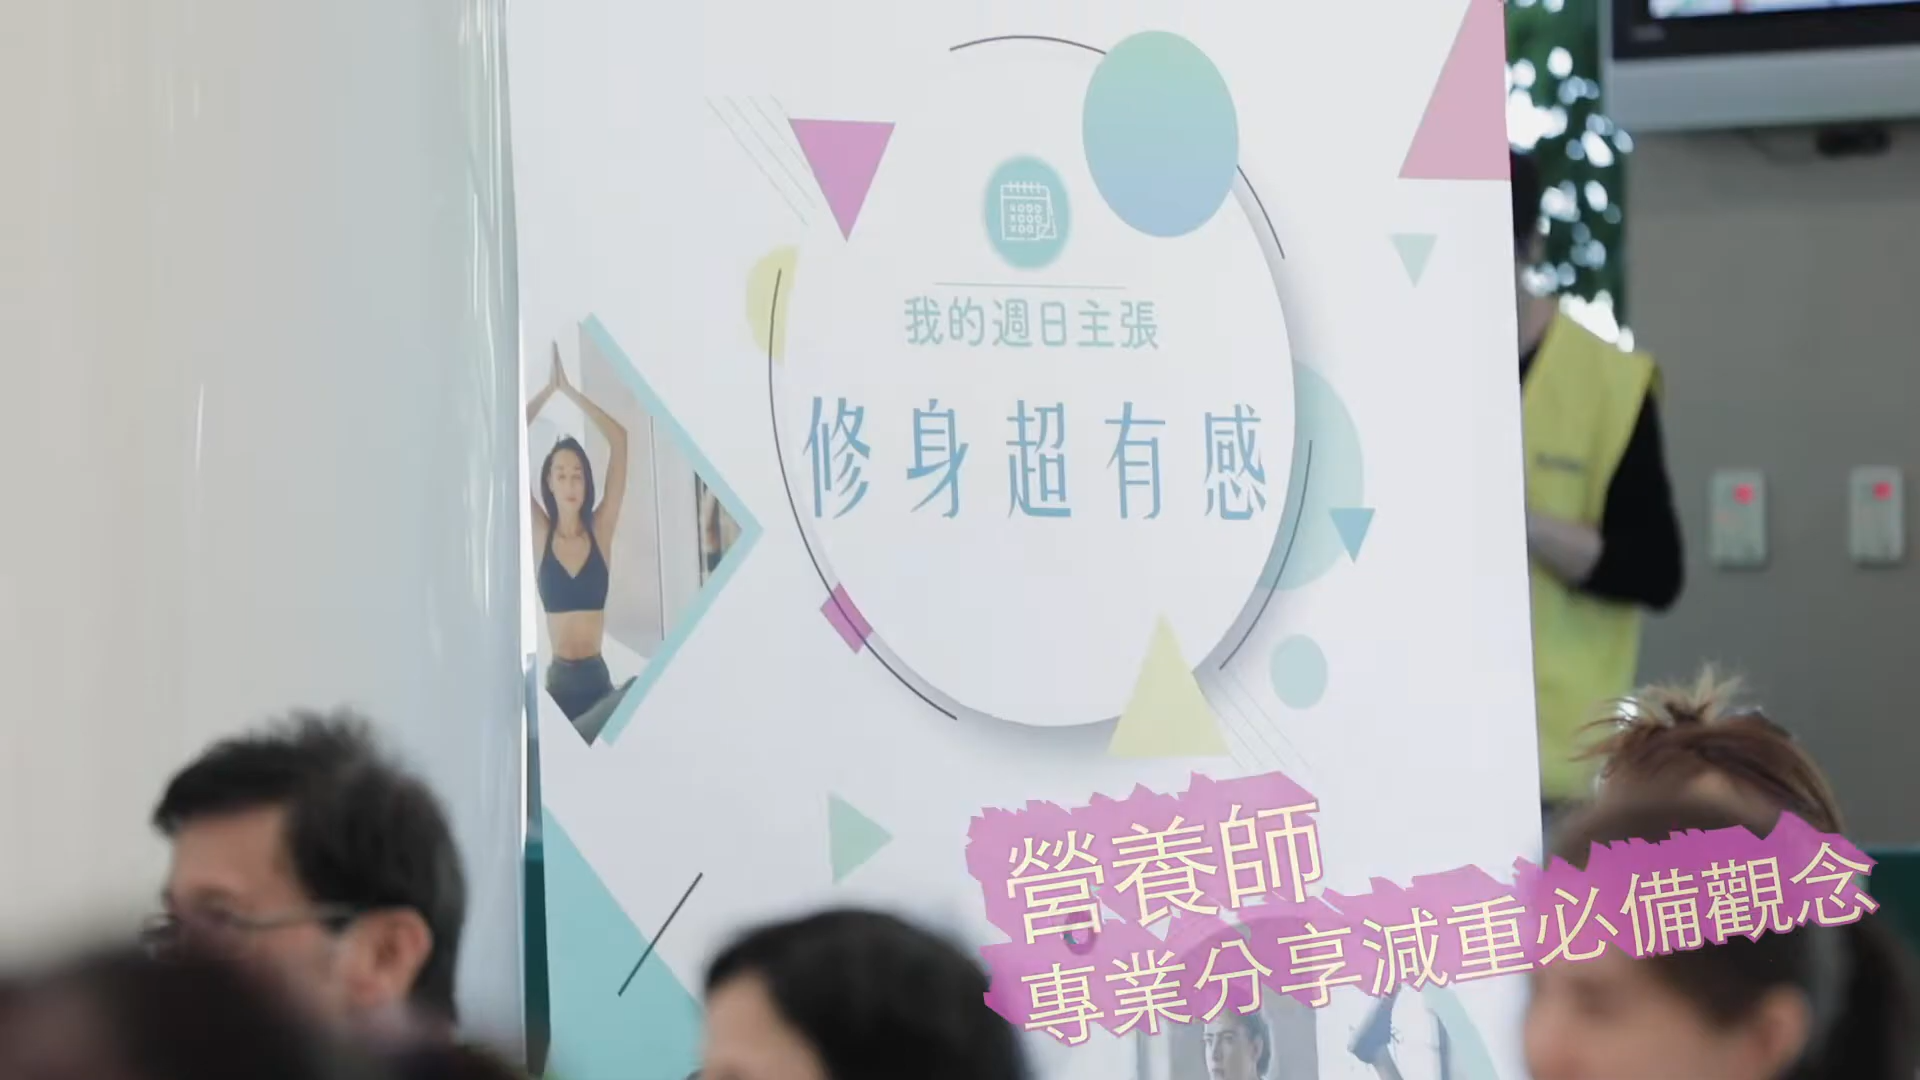 我的週日主張
修身超有感
營養師
專業分享減重必備觀念